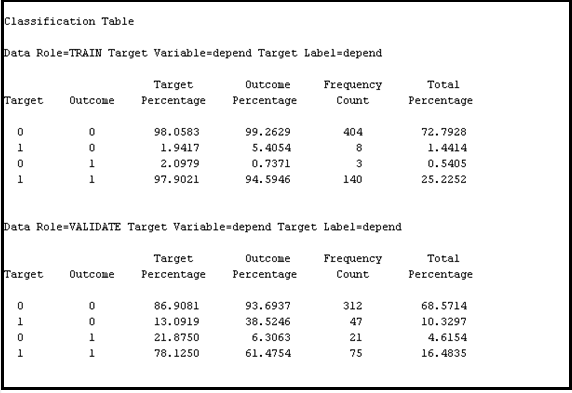 Classification Table
Data Role=TRAIN Target Variable=depend Target Label=depend
Target Outcome Frequency Total
Target Outcome Percentage Percentage Count Percentage
0 0 98.0583 99.2629 404 72.7928
1 0 1.9417 5.4054 8 1.4414
0 1 2.0979 0.7371 3 0.5405
1 1 97.9021 94.5946 140 25.2252
Data Role=VALIDATE Target Variable=depend Target Label=depend
Target Outcome Frequency Total
Target Outcome Percentage Percentage Count Percentage
0 0 86.9081 93.6937 312 68.5714
1 0 13.0919 38.5246 47 10.3297
0 1 21.8750 6.3063 21 4.6154
1 1 78.1250 61.4754 75 16.4835